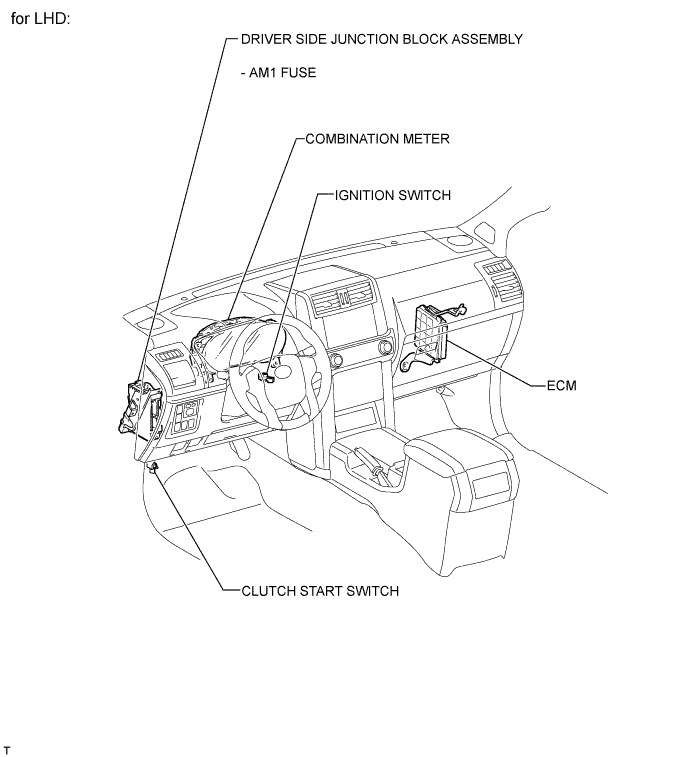 for LHD:
DRIVER SIDE JUNCTION BLOCK ASSEMBLY
- AM1 FUSE
COMBINATION METER
IGNITION SWITCH
ECM
CLUTCH START SWITCH
T